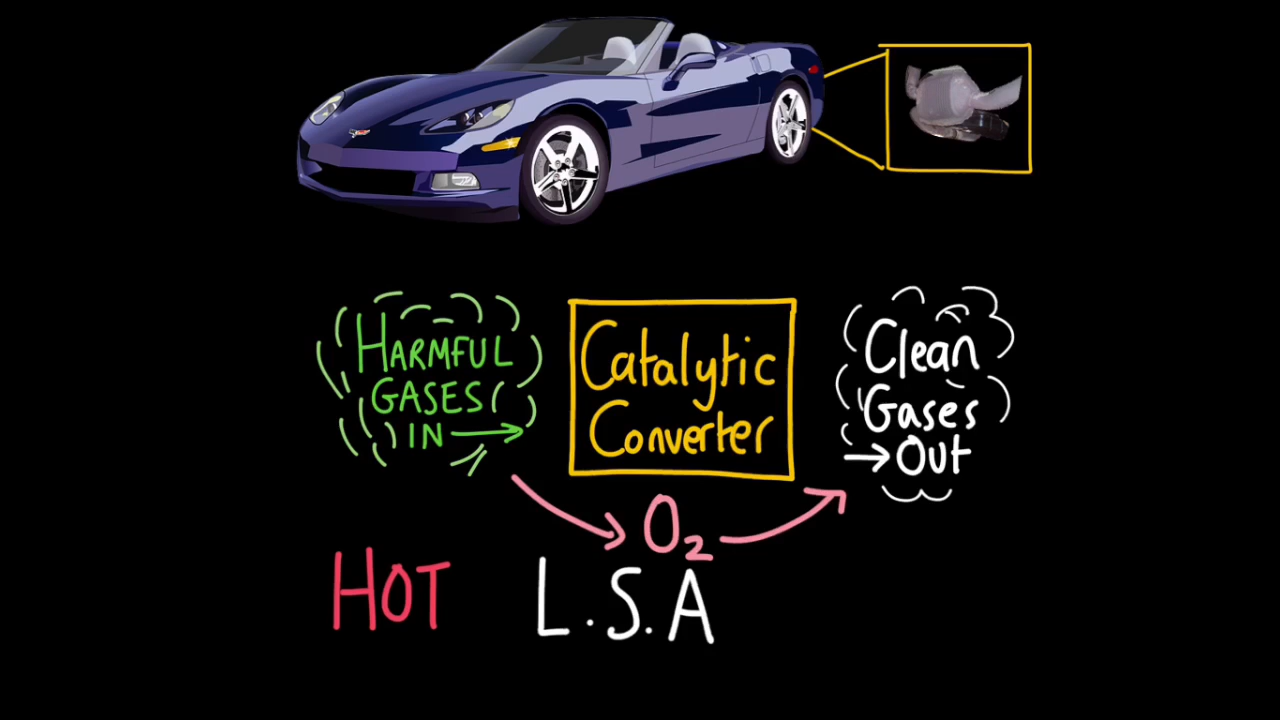 HARMFUL
GASES
IN
Catalytic
Converter
Clean
Gases
Out
O₂
HOT
L.S.A